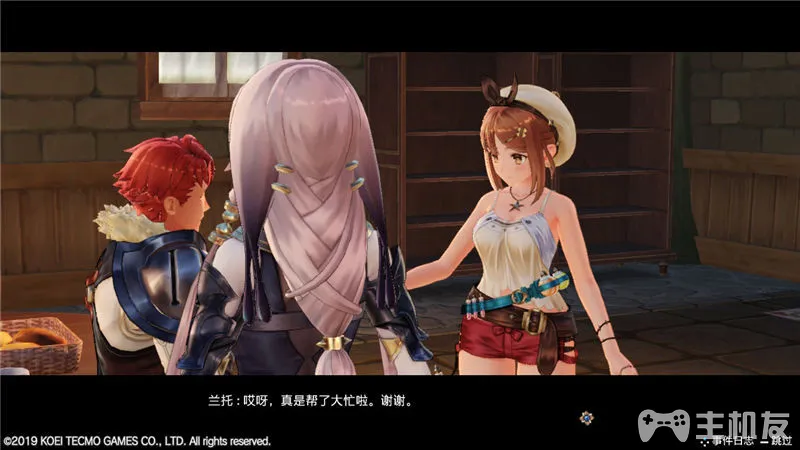 兰托：哎呀，真是帮了大忙啦。谢谢。
主机友
事件日志 跳过
©2019 KOEI TECMO GAMES CO., LTD. All rights reserved.